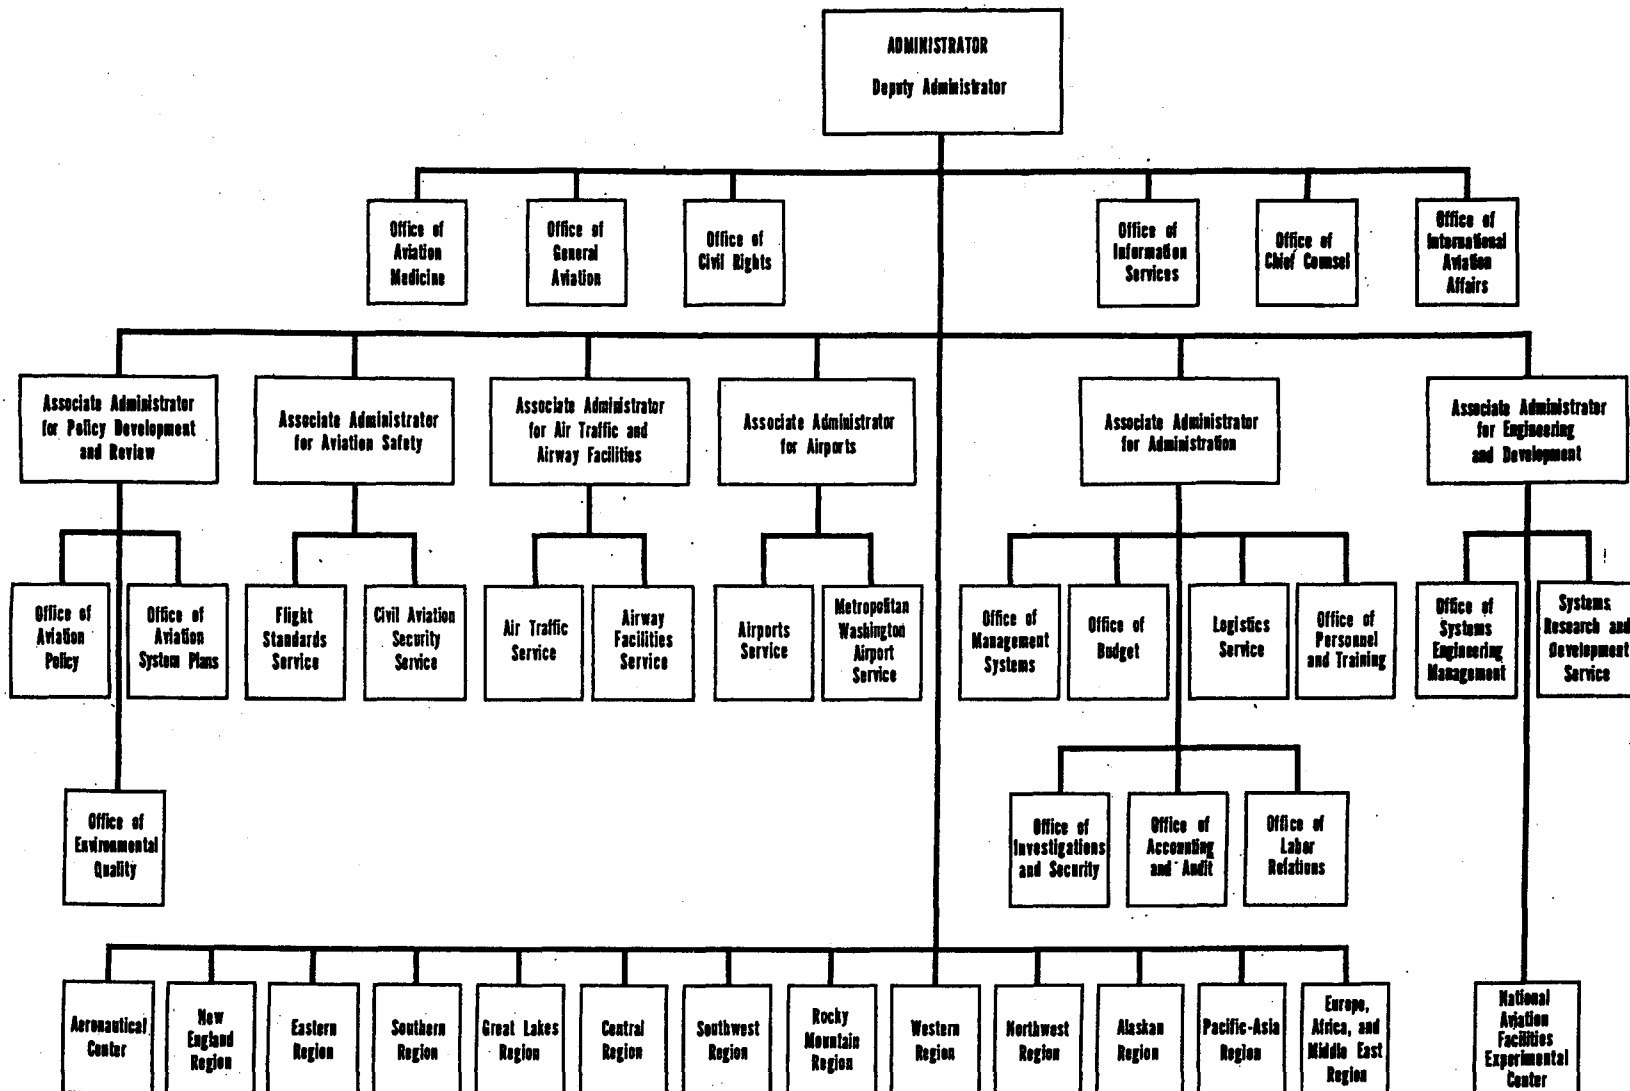 ADMINISTRATOR
Deputy Administrator
Office of
Aviation
Medicine
Office of
General
Aviation
Office of
Civil Rights
Office of
Information
Services
Office of
Chief Counsel
Office of
International
Aviation
Affairs
Associate Administrator
for Policy Development
and Review
Associate Administrator
for Aviation Safety
Associate Administrator
for Air Traffic and
Airway Facilities
Associate Administrator
for Airports
Associate Administrator
for Administration
Associate Administrator
for Engineering
and Development
Office of
Aviation
Policy
Office of
Aviation
System Plans
Flight
Standards
Service
Civil Aviation
Security
Service
Air Traffic
Service
Airway
Facilities
Service
Airports
Service
Metropolitan
Washington
Airport
Service
Office of
Management
Systems
Office of
Budget
Logistics
Service
Office of
Personnel
and Training
Office of
Systems
Engineering
Management
Systems
Research and
Development
Service
Office of
Environmental
Quality
Office of
Investigations
and Security
Office of
Accounting
and Audit
Office of
Labor
Relations
Aeronautical
Center
New
England
Region
Eastern
Region
Southern
Region
Great Lakes
Region
Central
Region
Southwest
Region
Rocky
Mountain
Region
Western
Region
Northwest
Region
Alaskan
Region
Pacific-Asia
Region
Europe,
Africa, and
Middle East
Region
National
Aviation
Facilities
Experimental
Center